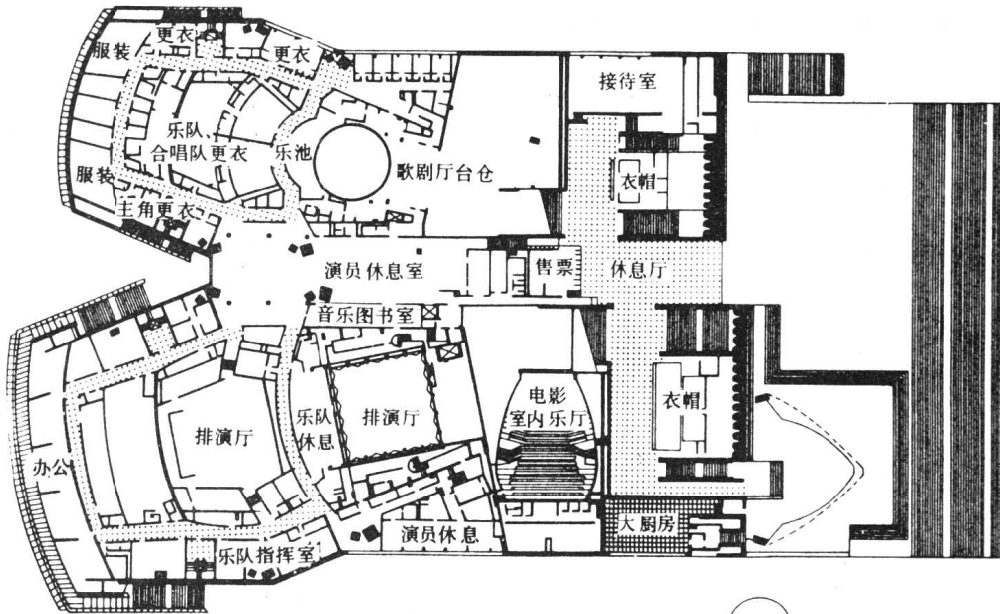 服装
更衣
更衣
接待室
乐队、
合唱队更衣
乐池
歌剧厅台仓
衣帽
服装
主角更衣
演员休息室
售票
休息厅
音乐图书室
排演厅
乐队
休息
排演厅
电影
室内乐厅
衣帽
办公
演员休息
大厨房
乐队指挥室